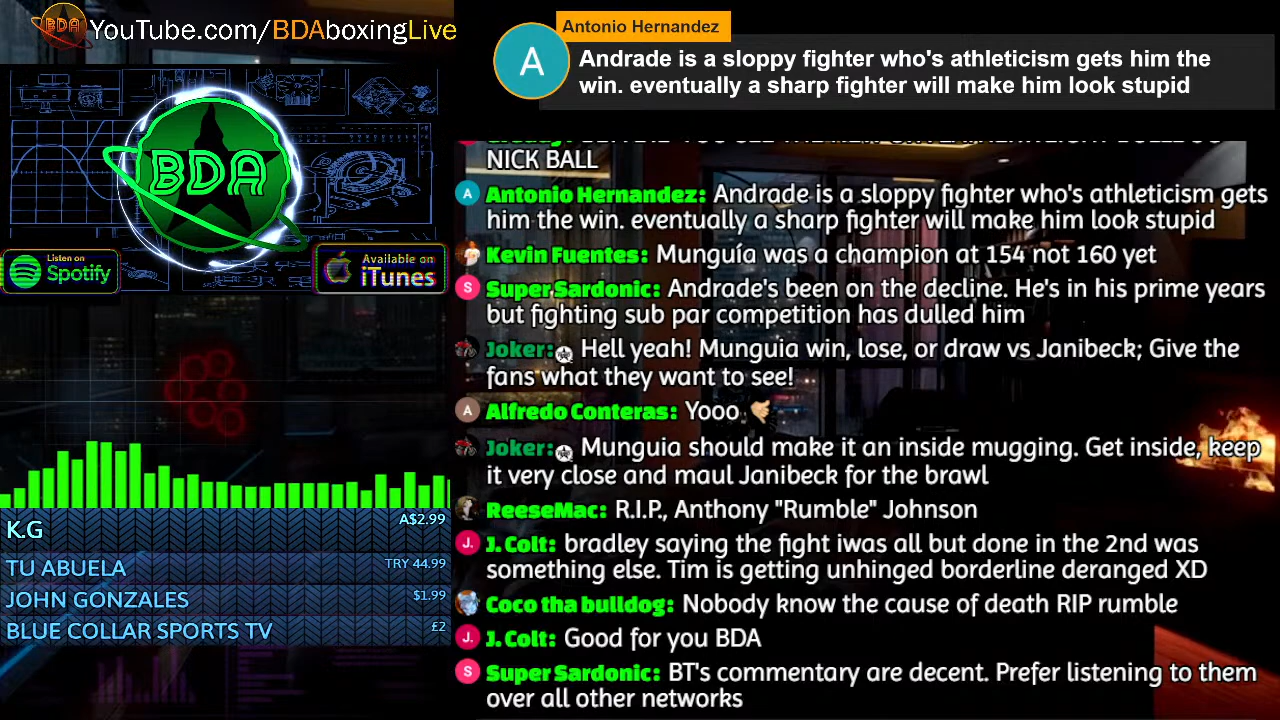 BDA
YouTube.com/BDAboxingLive
BDA
Listen on
Spotify
Available on
iTunes
K.G
A$2.99
TU ABUELA
TRY 44.99
JOHN GONZALES
$1.99
BLUE COLLAR SPORTS TV
£2
Antonio Hernandez
A
Andrade is a sloppy fighter who's athleticism gets him the
win. eventually a sharp fighter will make him look stupid
NICK BALL
A Antonio Hernandez: Andrade is a sloppy fighter who's athleticism gets
him the win. eventually a sharp fighter will make him look stupid
Kevin Fuentes: Munguía was a champion at 154 not 160 yet
S Super Sardonic: Andrade's been on the decline. He's in his prime years
but fighting sub par competition has dulled him
Joker: Hell yeah! Munguia win, lose, or draw vs Janibeck; Give the
fans what they want to see!
A Alfredo Conteras: Yooo 🤜🏼
Joker: Munguia should make it an inside mugging. Get inside, keep
it very close and maul Janibeck for the brawl
ReeseMac: R.I.P., Anthony "Rumble" Johnson
J. J. Colt: bradley saying the fight iwas all but done in the 2nd was
something else. Tim is getting unhinged borderline deranged XD
Coco tha bulldog: Nobody know the cause of death RIP rumble
J. J. Colt: Good for you BDA
S Super Sardonic: BT's commentary are decent. Prefer listening to them
over all other networks